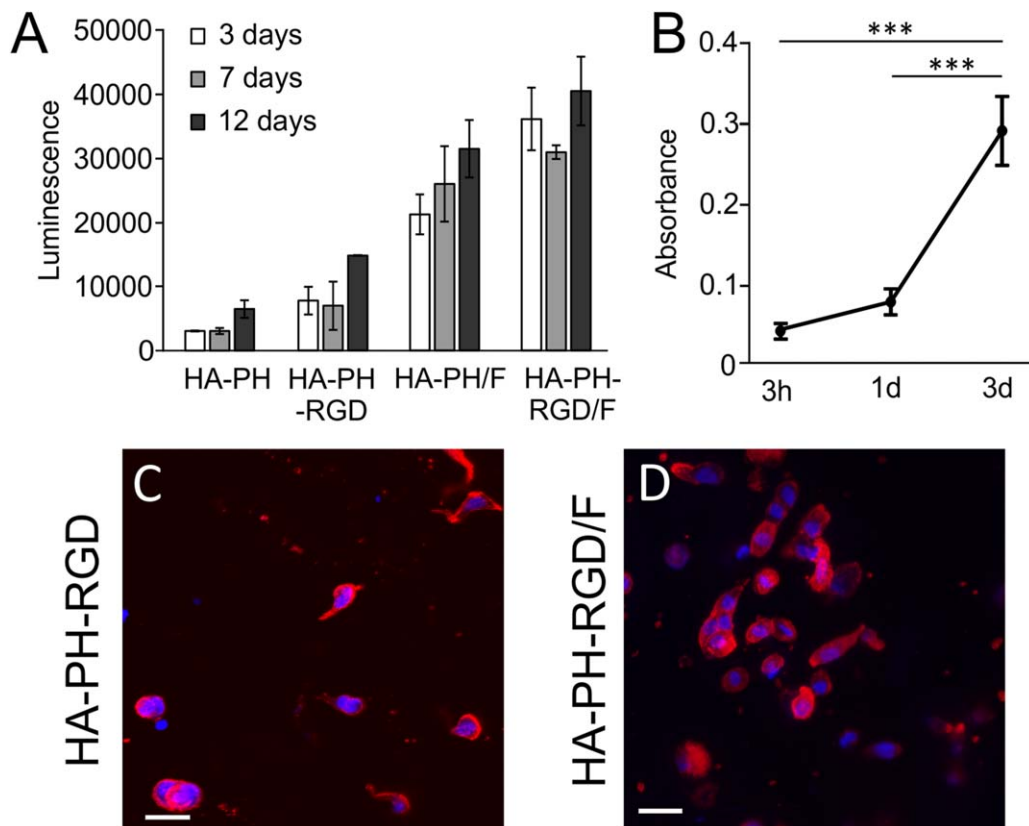 A
Luminescence
50000
40000
30000
20000
10000
0
3 days
7 days
12 days
HA-PH
HA-PH
-RGD
HA-PH/F
HA-PH-
RGD/F
B
Absorbance
0.4
0.3
0.2
0.1
0
***
***
3h
1d
3d
C
HA-PH-RGD
D
HA-PH-RGD/F